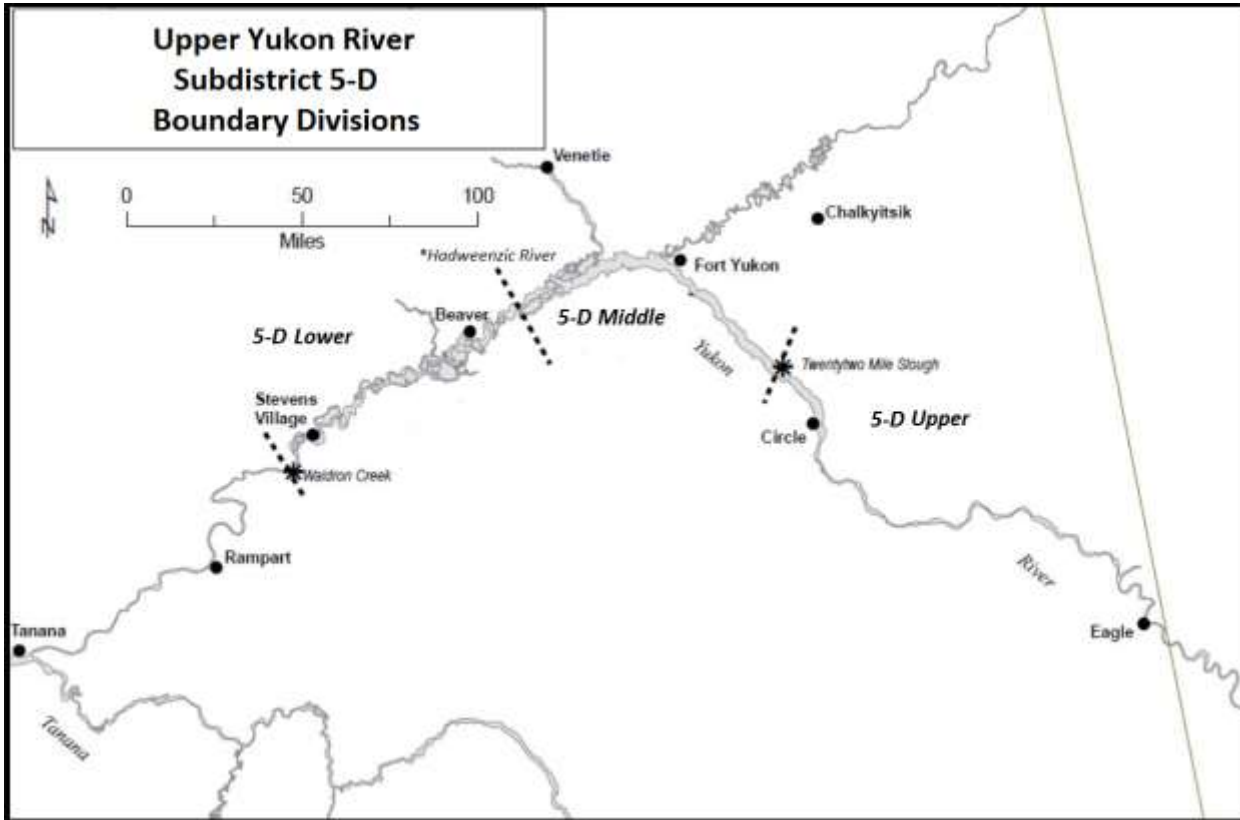 Upper Yukon River
Subdistrict 5-D
Boundary Divisions
Venetie
0 50 100
Miles
N
Chalkyitsik
*Hadweenzic River
Fort Yukon
Beaver
5-D Middle
5-D Lower
Yukon
Twentytwo Mile Slough
Stevens
Village
5-D Upper
Circle
Waldron Creek
Rampart
River
Tanana
Eagle
Tanana